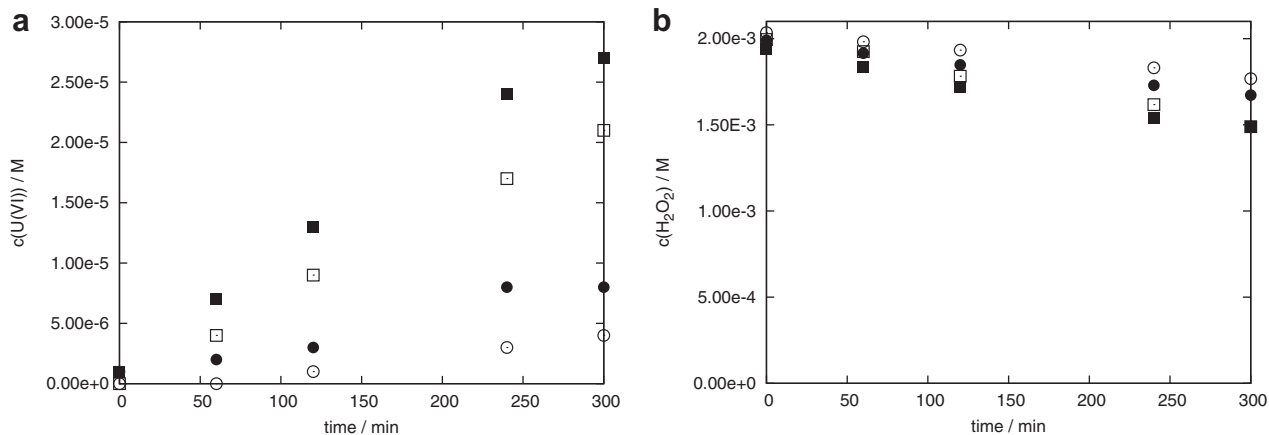 a
3.00e-5
2.50e-5
2.00e-5
1.50e-5
1.00e-5
5.00e-6
0.00e+0
c(U(VI)) / M
0 50 100 150 200 250 300
time / min
b
2.00e-3
1.50E-3
1.00e-3
5.00e-4
0.00e+0
c(H₂O₂) / M
0 50 100 150 200 250 300
time / min